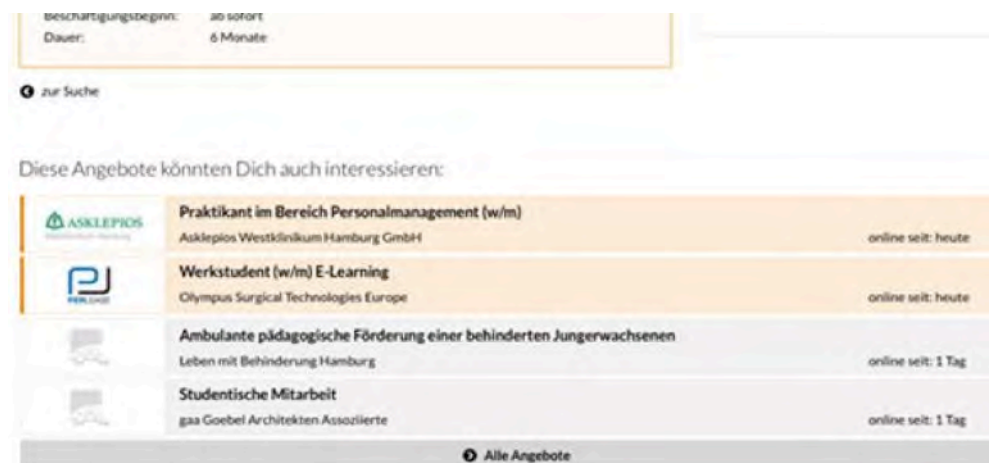 Beschäftigungsbeginn: ab sofort
Dauer: 6 Monate
zur Suche
Diese Angebote könnten Dich auch interessieren:
ASKLEPIOS
Praktikant im Bereich Personalmanagement (w/m)
Asklepios Westklinikum Hamburg GmbH online seit: heute
Werkstudent (w/m) E-Learning
Olympus Surgical Technologies Europe online seit: heute
Ambulante pädagogische Förderung einer behinderten Jungerwachsenen
Leben mit Behinderung Hamburg online seit: 1 Tag
Studentische Mitarbeit
gaa Goebel Architekten Assoziierte online seit: 1 Tag
Alle Angebote